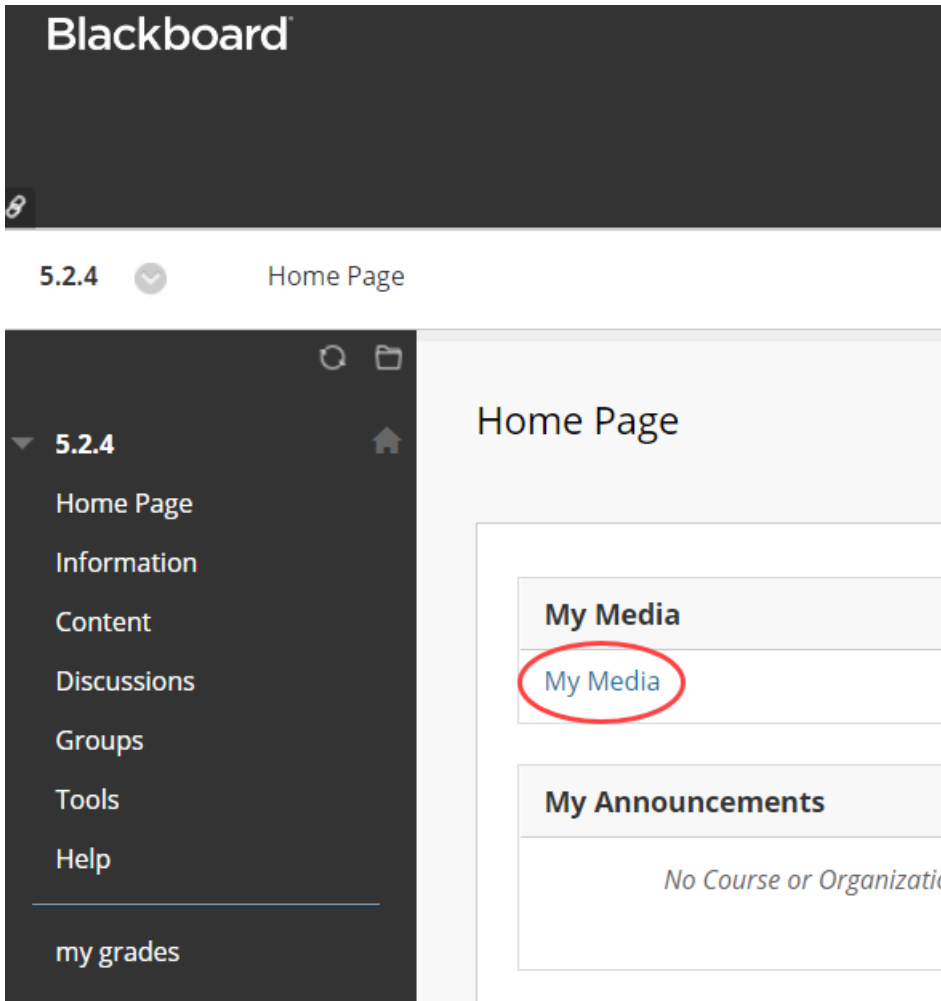 Blackboard
5.2.4 Home Page
5.2.4
Home Page
Information
Content
Discussions
Groups
Tools
Help
my grades
Home Page
My Media
My Media
My Announcements
No Course or